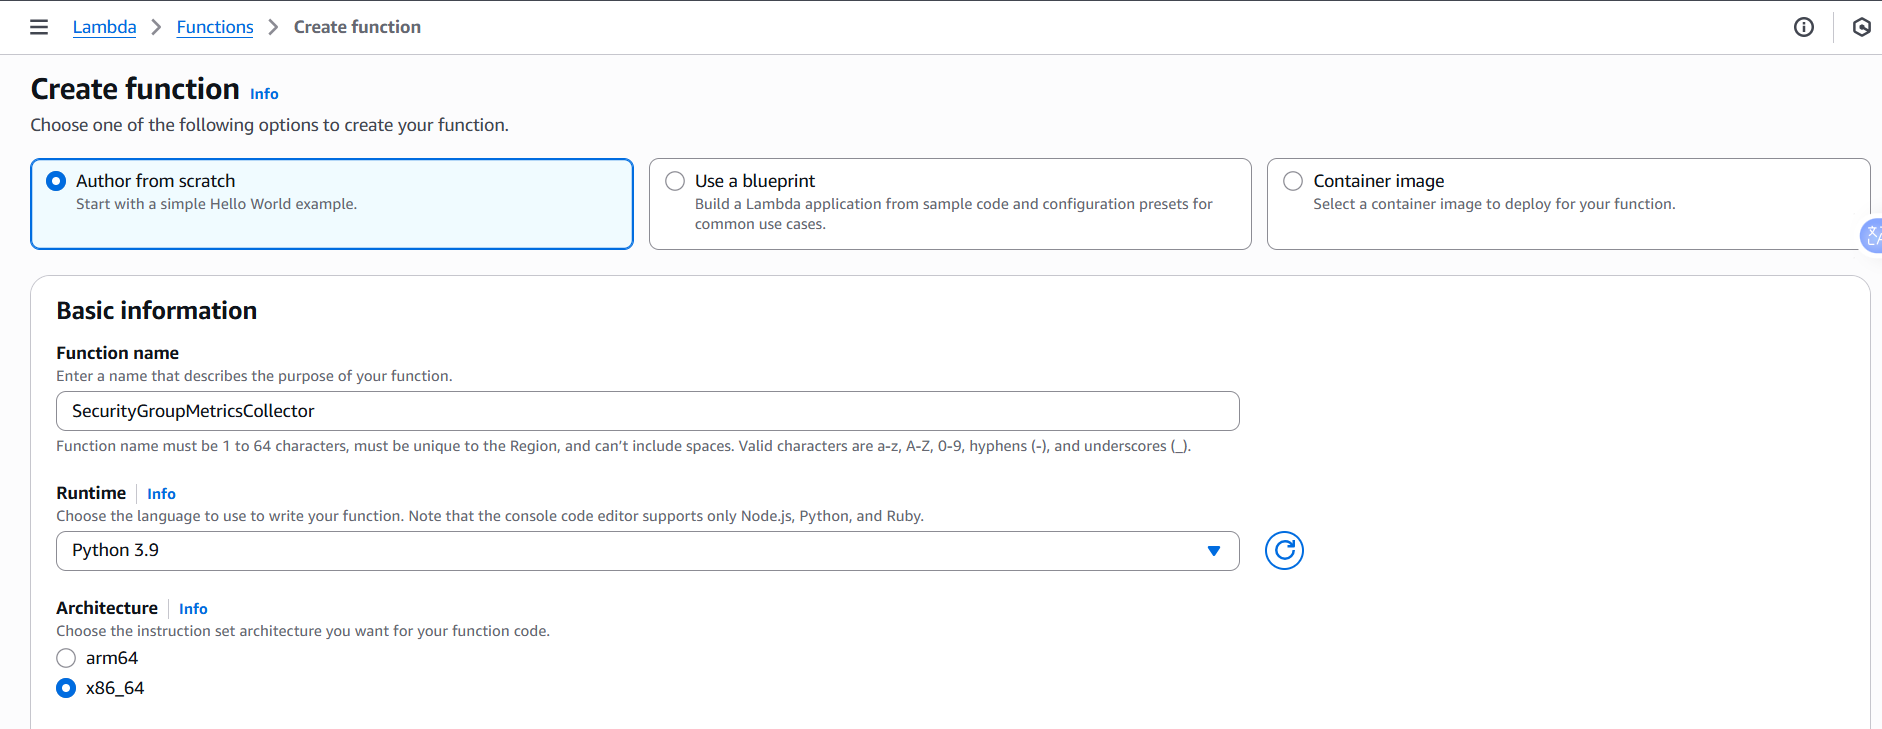 Lambda > Functions > Create function
Create function Info
Choose one of the following options to create your function.
Author from scratch
Start with a simple Hello World example.
Use a blueprint
Build a Lambda application from sample code and configuration presets for
common use cases.
Container image
Select a container image to deploy for your function.
Basic information
Function name
Enter a name that describes the purpose of your function.
SecurityGroupMetricsCollector
Function name must be 1 to 64 characters, must be unique to the Region, and can't include spaces. Valid characters are a-z, A-Z, 0-9, hyphens (-), and underscores (_).
Runtime | Info
Choose the language to use to write your function. Note that the console code editor supports only Node.js, Python, and Ruby.
Python 3.9
Architecture | Info
Choose the instruction set architecture you want for your function code.
arm64
x86_64